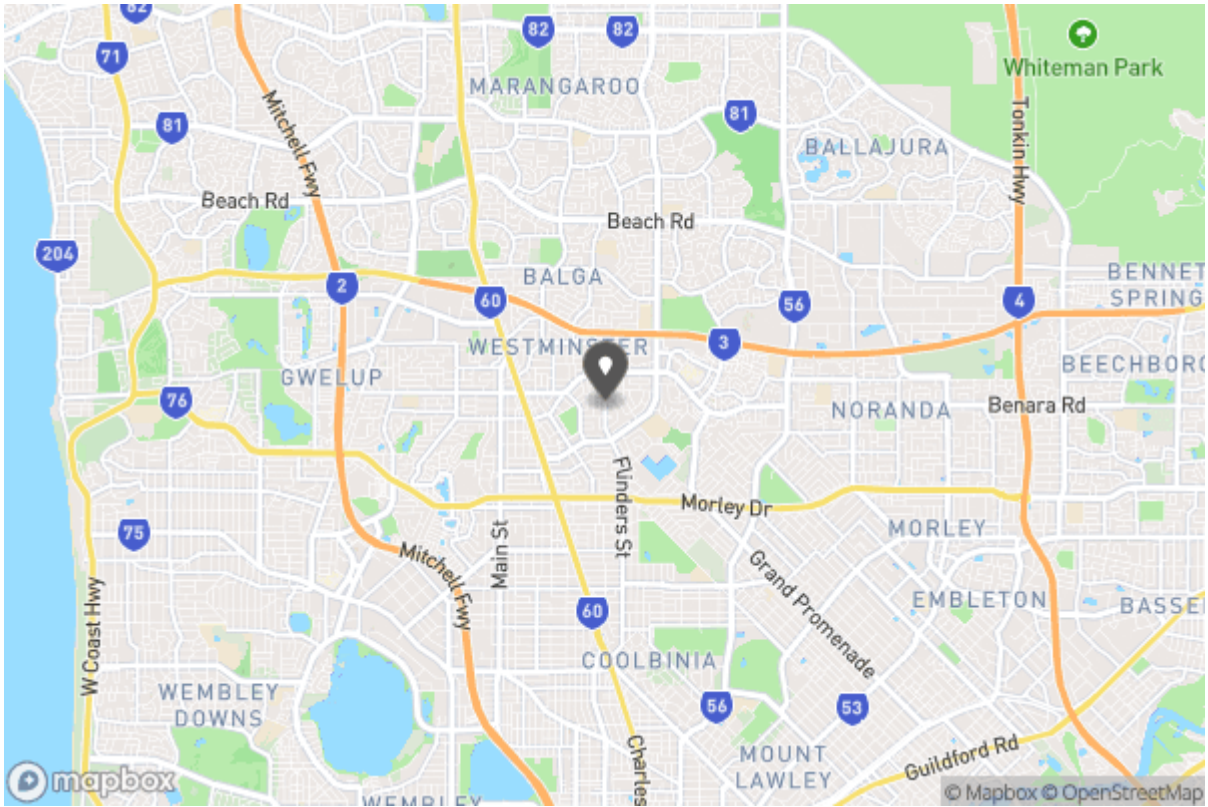 82
82
82
71
Whiteman Park
MARANGAROO
Mitchell Fwy
81
81
BALLAJURA
Tonkin Hwy
Beach Rd
Beach Rd
204
BALGA
BENNET
SPRING
2
60
56
4
3
WESTMINSTER
GWELUP
BEECHBORO
76
NORANDA
Benara Rd
Flinders St
Morley Dr
75
Main St
MORLEY
Mitchell Fwy
Grand Promenade
W Coast Hwy
60
EMBLETON
BASSE
COOLBINIA
WEMBLEY
DOWNS
56
53
Charles
MOUNT
LAWLEY
Guildford Rd
mapbox
WEMBLEY
© Mapbox © OpenStreetMap